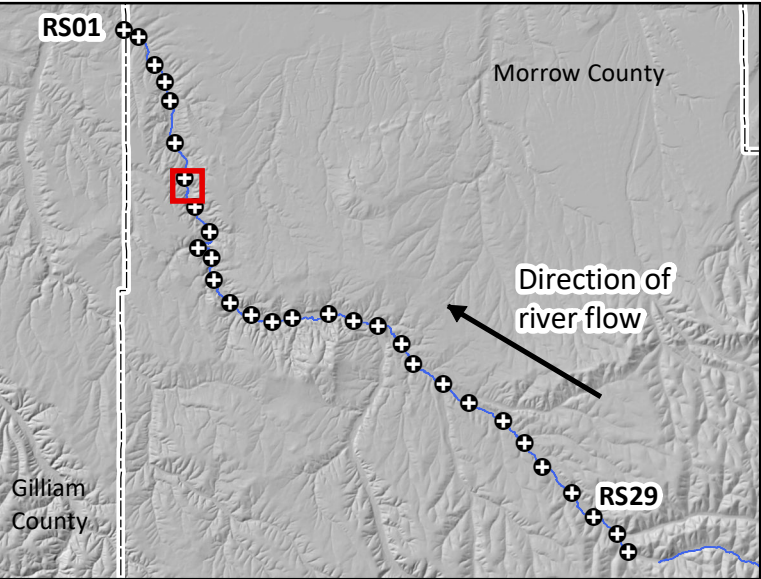 RS01
Morrow County
Direction of
river flow
Gilliam
County
RS29